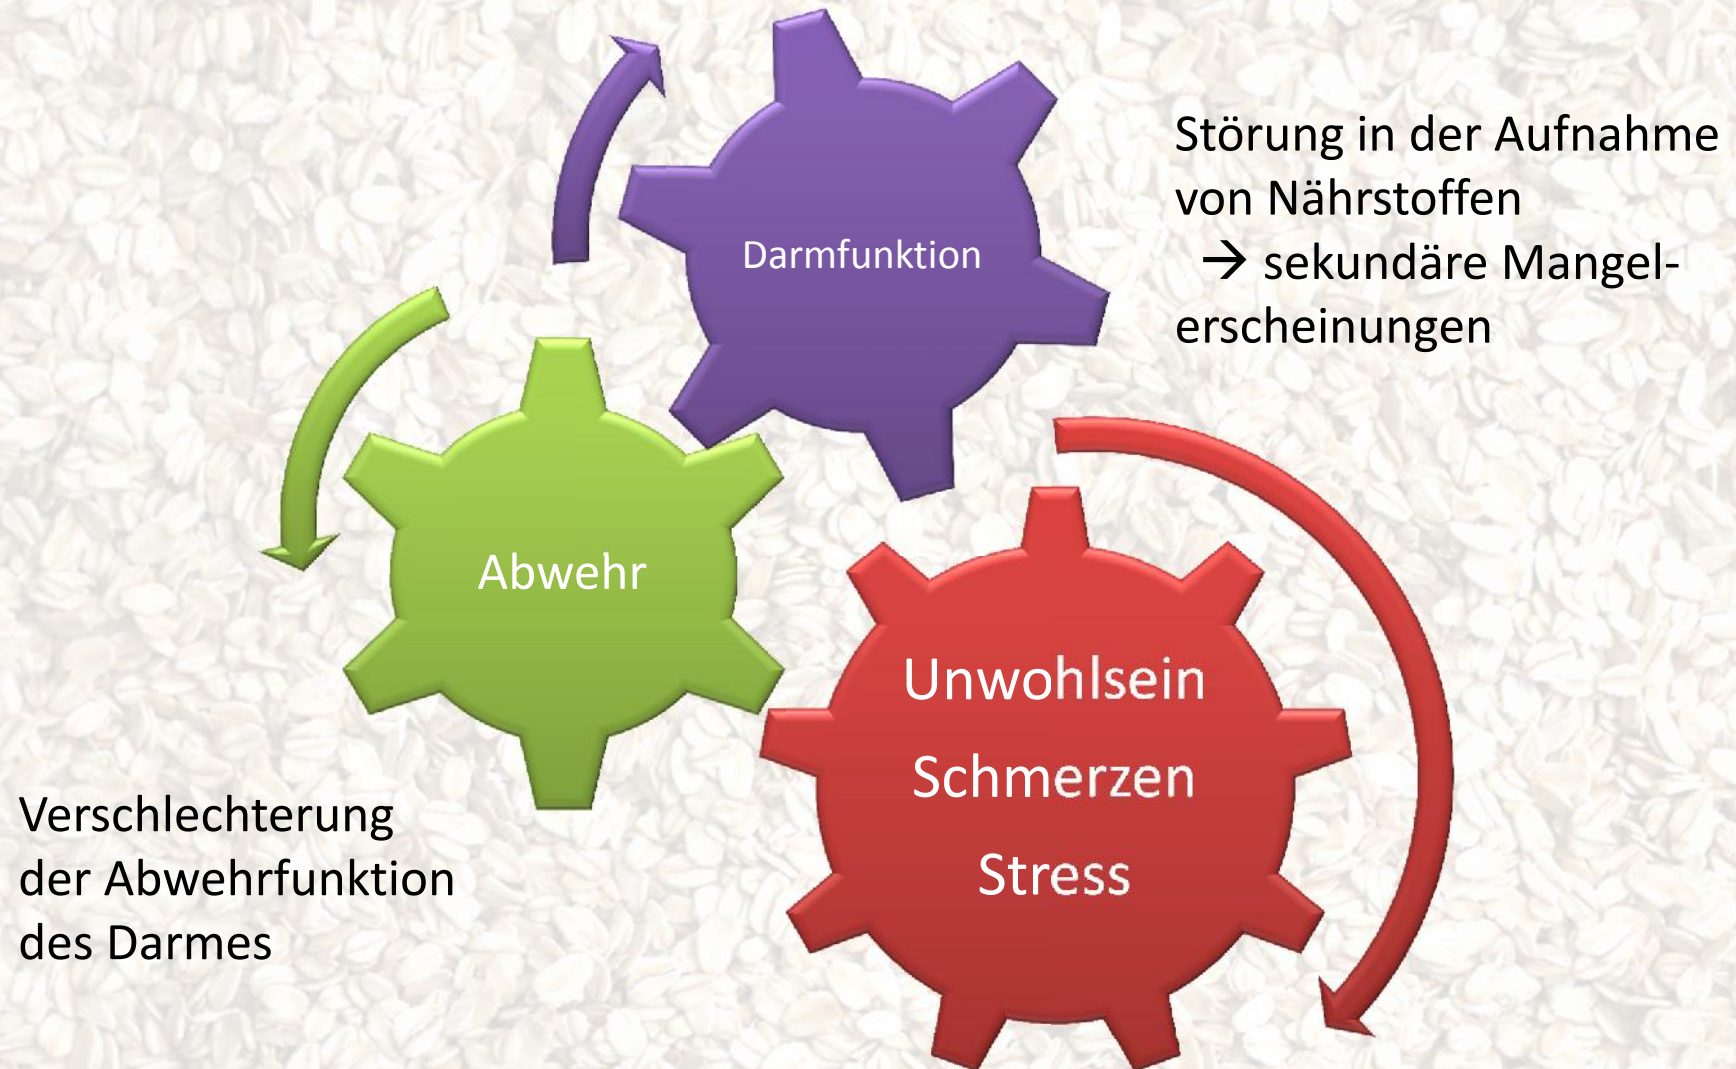 Darmfunktion
Störung in der Aufnahme
von Nährstoffen
→ sekundäre Mangel-
erscheinungen
Abwehr
Unwohlsein
Schmerzen
Stress
Verschlechterung
der Abwehrfunktion
des Darmes